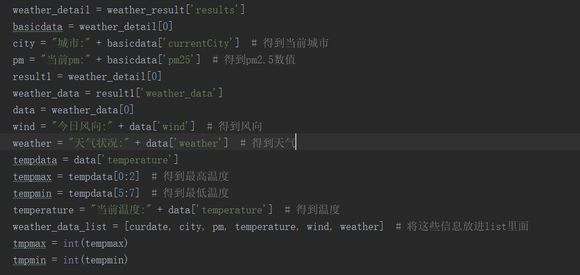 weather_detail = weather_result['results']
basicdata = weather_detail[0]
city = "城市:" + basicdata['currentCity']  # 得到当前城市
pm = "当前pm:" + basicdata['pm25']  # 得到pm2.5数值
result1 = weather_detail[0]
weather_data = result1['weather_data']
data = weather_data[0]
wind = "今日风向:" + data['wind']  # 得到风向
weather = "天气状况:" + data['weather']  # 得到天气
tempdata = data['temperature']
tempmax = tempdata[0:2]  # 得到最高温度
tempmin = tempdata[5:7]  # 得到最低温度
temperature = "当前温度:" + data['temperature']  # 得到温度
weather_data_list = [curdate, city, pm, temperature, wind, weather]  # 将这些信息放进list里面
tmpmax = int(tempmax)
tmpmin = int(tempmin)